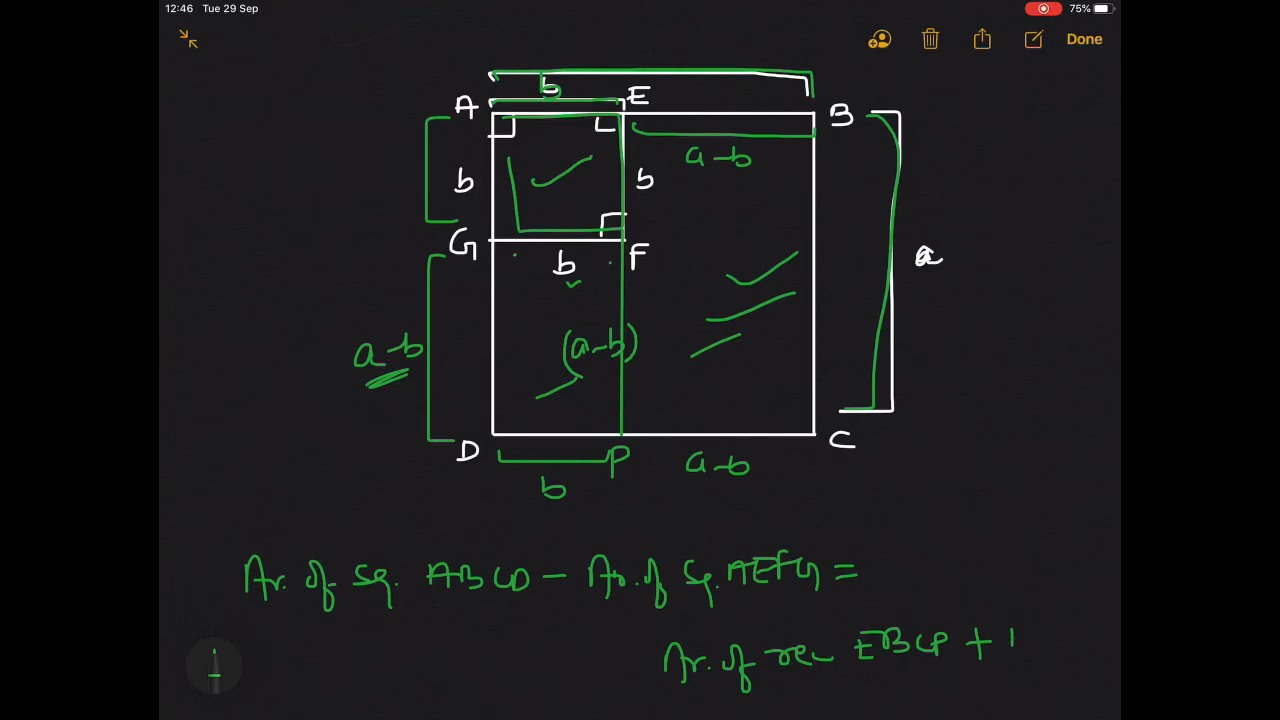 12:46 Tue 29 Sep
75%
Done
b
A E B
a-b
b b
G F
b a
(a-b)
a-b
D P C
a-b
b
Ar. of sq. ABCD - Ar. of sq. AEFG =
Ar. of rec EBCP +